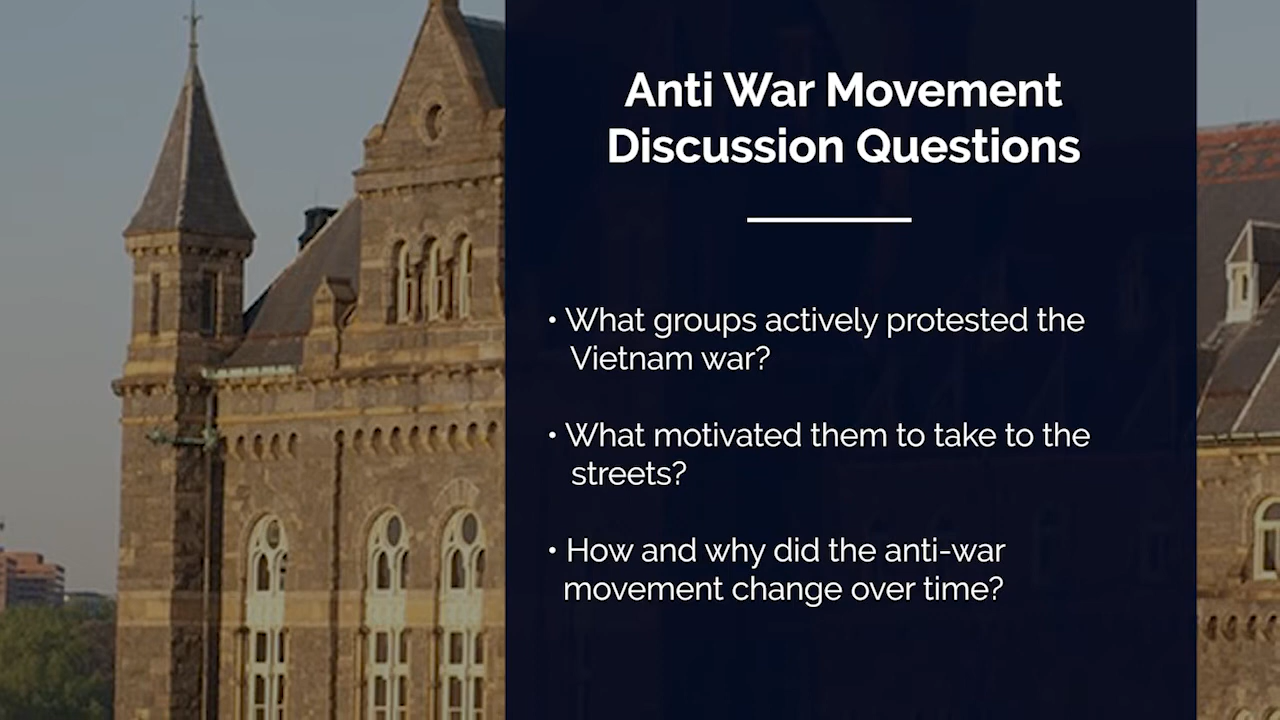 Anti War Movement
Discussion Questions
• What groups actively protested the
Vietnam war?
• What motivated them to take to the
streets?
• How and why did the anti-war
movement change over time?